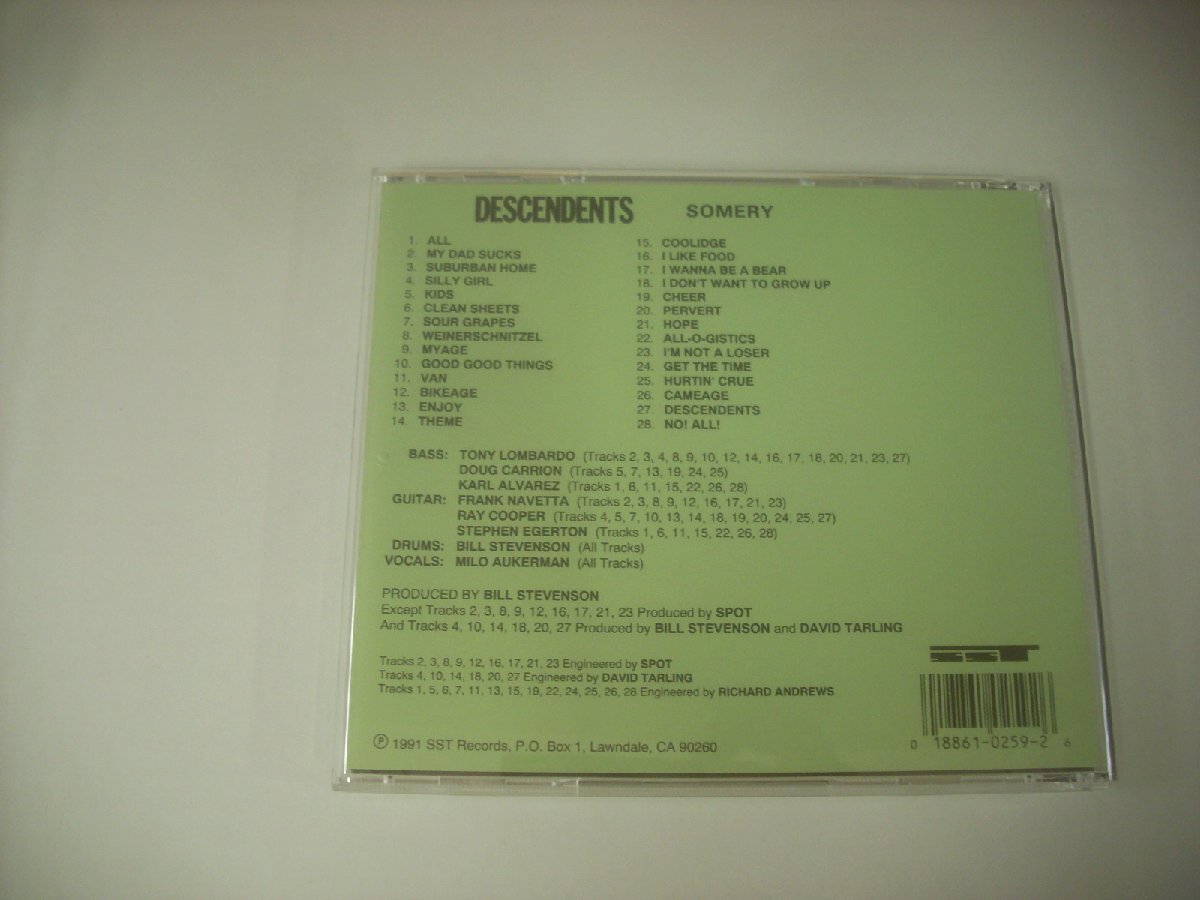 DESCENDENTS SOMERY
1. ALL
2. MY DAD SUCKS
3. SUBURBAN HOME
4. SILLY GIRL
5. KIDS
6. CLEAN SHEETS
7. SOUR GRAPES
8. WEINERSCHNITZEL
9. MYAGE
10. GOOD GOOD THINGS
11. VAN
12. BIKEAGE
13. ENJOY
14. THEME
15. COOLIDGE
16. I LIKE FOOD
17. I WANNA BE A BEAR
18. I DON'T WANT TO GROW UP
19. CHEER
20. PERVERT
21. HOPE
22. ALL-O-GISTICS
23. I'M NOT A LOSER
24. GET THE TIME
25. HURTIN' CRUE
26. CAMEAGE
27. DESCENDENTS
28. NO! ALL!
BASS: TONY LOMBARDO (Tracks 2, 3, 4, 8, 9, 10, 12, 14, 16, 17, 18, 20, 21, 23, 27)
DOUG CARRION (Tracks 5, 7, 13, 19, 24, 25)
KARL ALVAREZ (Tracks 1, 6, 11, 15, 22, 26, 28)
GUITAR: FRANK NAVETTA (Tracks 2, 3, 8, 9, 12, 16, 17, 21, 23)
RAY COOPER (Tracks 4, 5, 7, 10, 13, 14, 18, 19, 20, 24, 25, 27)
STEPHEN EGERTON (Tracks 1, 6, 11, 15, 22, 26, 28)
DRUMS: BILL STEVENSON (All Tracks)
VOCALS: MILO AUKERMAN (All Tracks)
PRODUCED BY BILL STEVENSON
Except Tracks 2, 3, 8, 9, 12, 16, 17, 21, 23 Produced by SPOT
And Tracks 4, 10, 14, 18, 20, 27 Produced by BILL STEVENSON and DAVID TARLING
Tracks 2, 3, 8, 9, 12, 16, 17, 21, 23 Engineered by SPOT
Tracks 4, 10, 14, 18, 20, 27 Engineered by DAVID TARLING
Tracks 1, 5, 6, 7, 11, 13, 15, 19, 22, 24, 25, 26, 28 Engineered by RICHARD ANDREWS
SST
℗ 1991 SST Records, P.O. Box 1, Lawndale, CA 90260
0 18861-0259-2 6